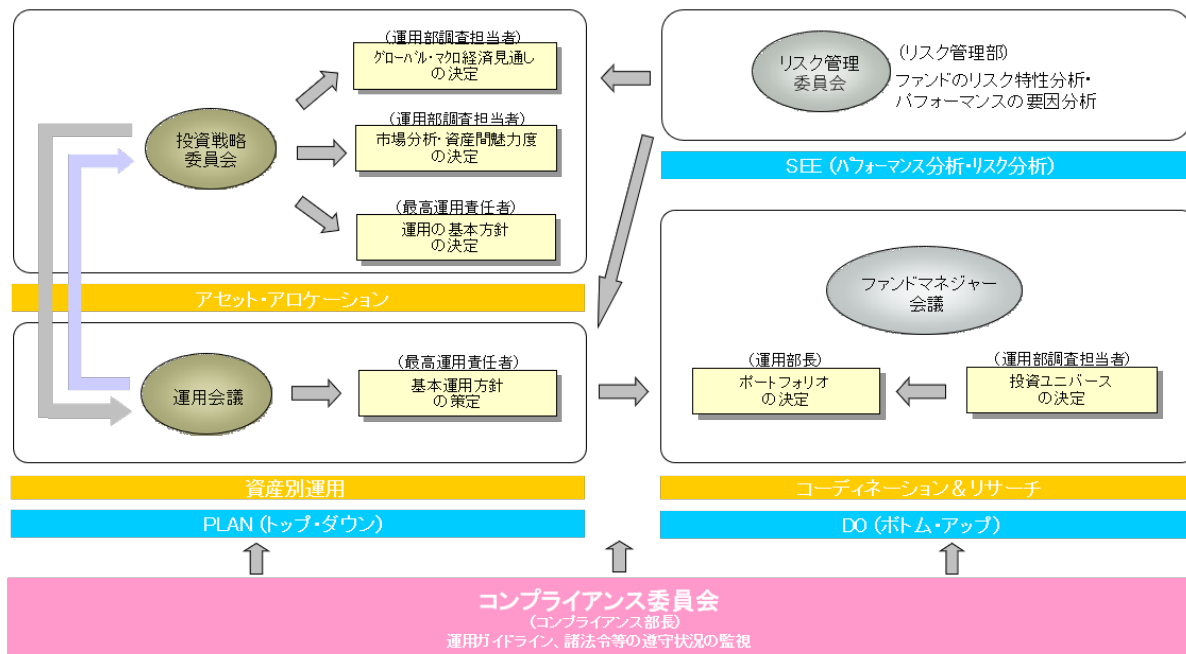 (運用部調査担当者)
グローバル・マクロ経済見通し
の決定
投資戦略
委員会
(運用部調査担当者)
市場分析・資産間魅力度
の決定
(最高運用責任者)
運用の基本方針
の決定
アセット・アロケーション
リスク管理
委員会
(リスク管理部)
ファンドのリスク特性分析・
パフォーマンスの要因分析
SEE (パフォーマンス分析・リスク分析)
運用会議
(最高運用責任者)
基本運用方針
の策定
資産別運用
PLAN (トップ・ダウン)
ファンドマネジャー
会議
(運用部長)
ポートフォリオ
の決定
(運用部調査担当者)
投資ユニバース
の決定
コーディネーション＆リサーチ
DO (ボトム・アップ)
コンプライアンス委員会
(コンプライアンス部長)
運用ガイドライン、諸法令等の遵守状況の監視